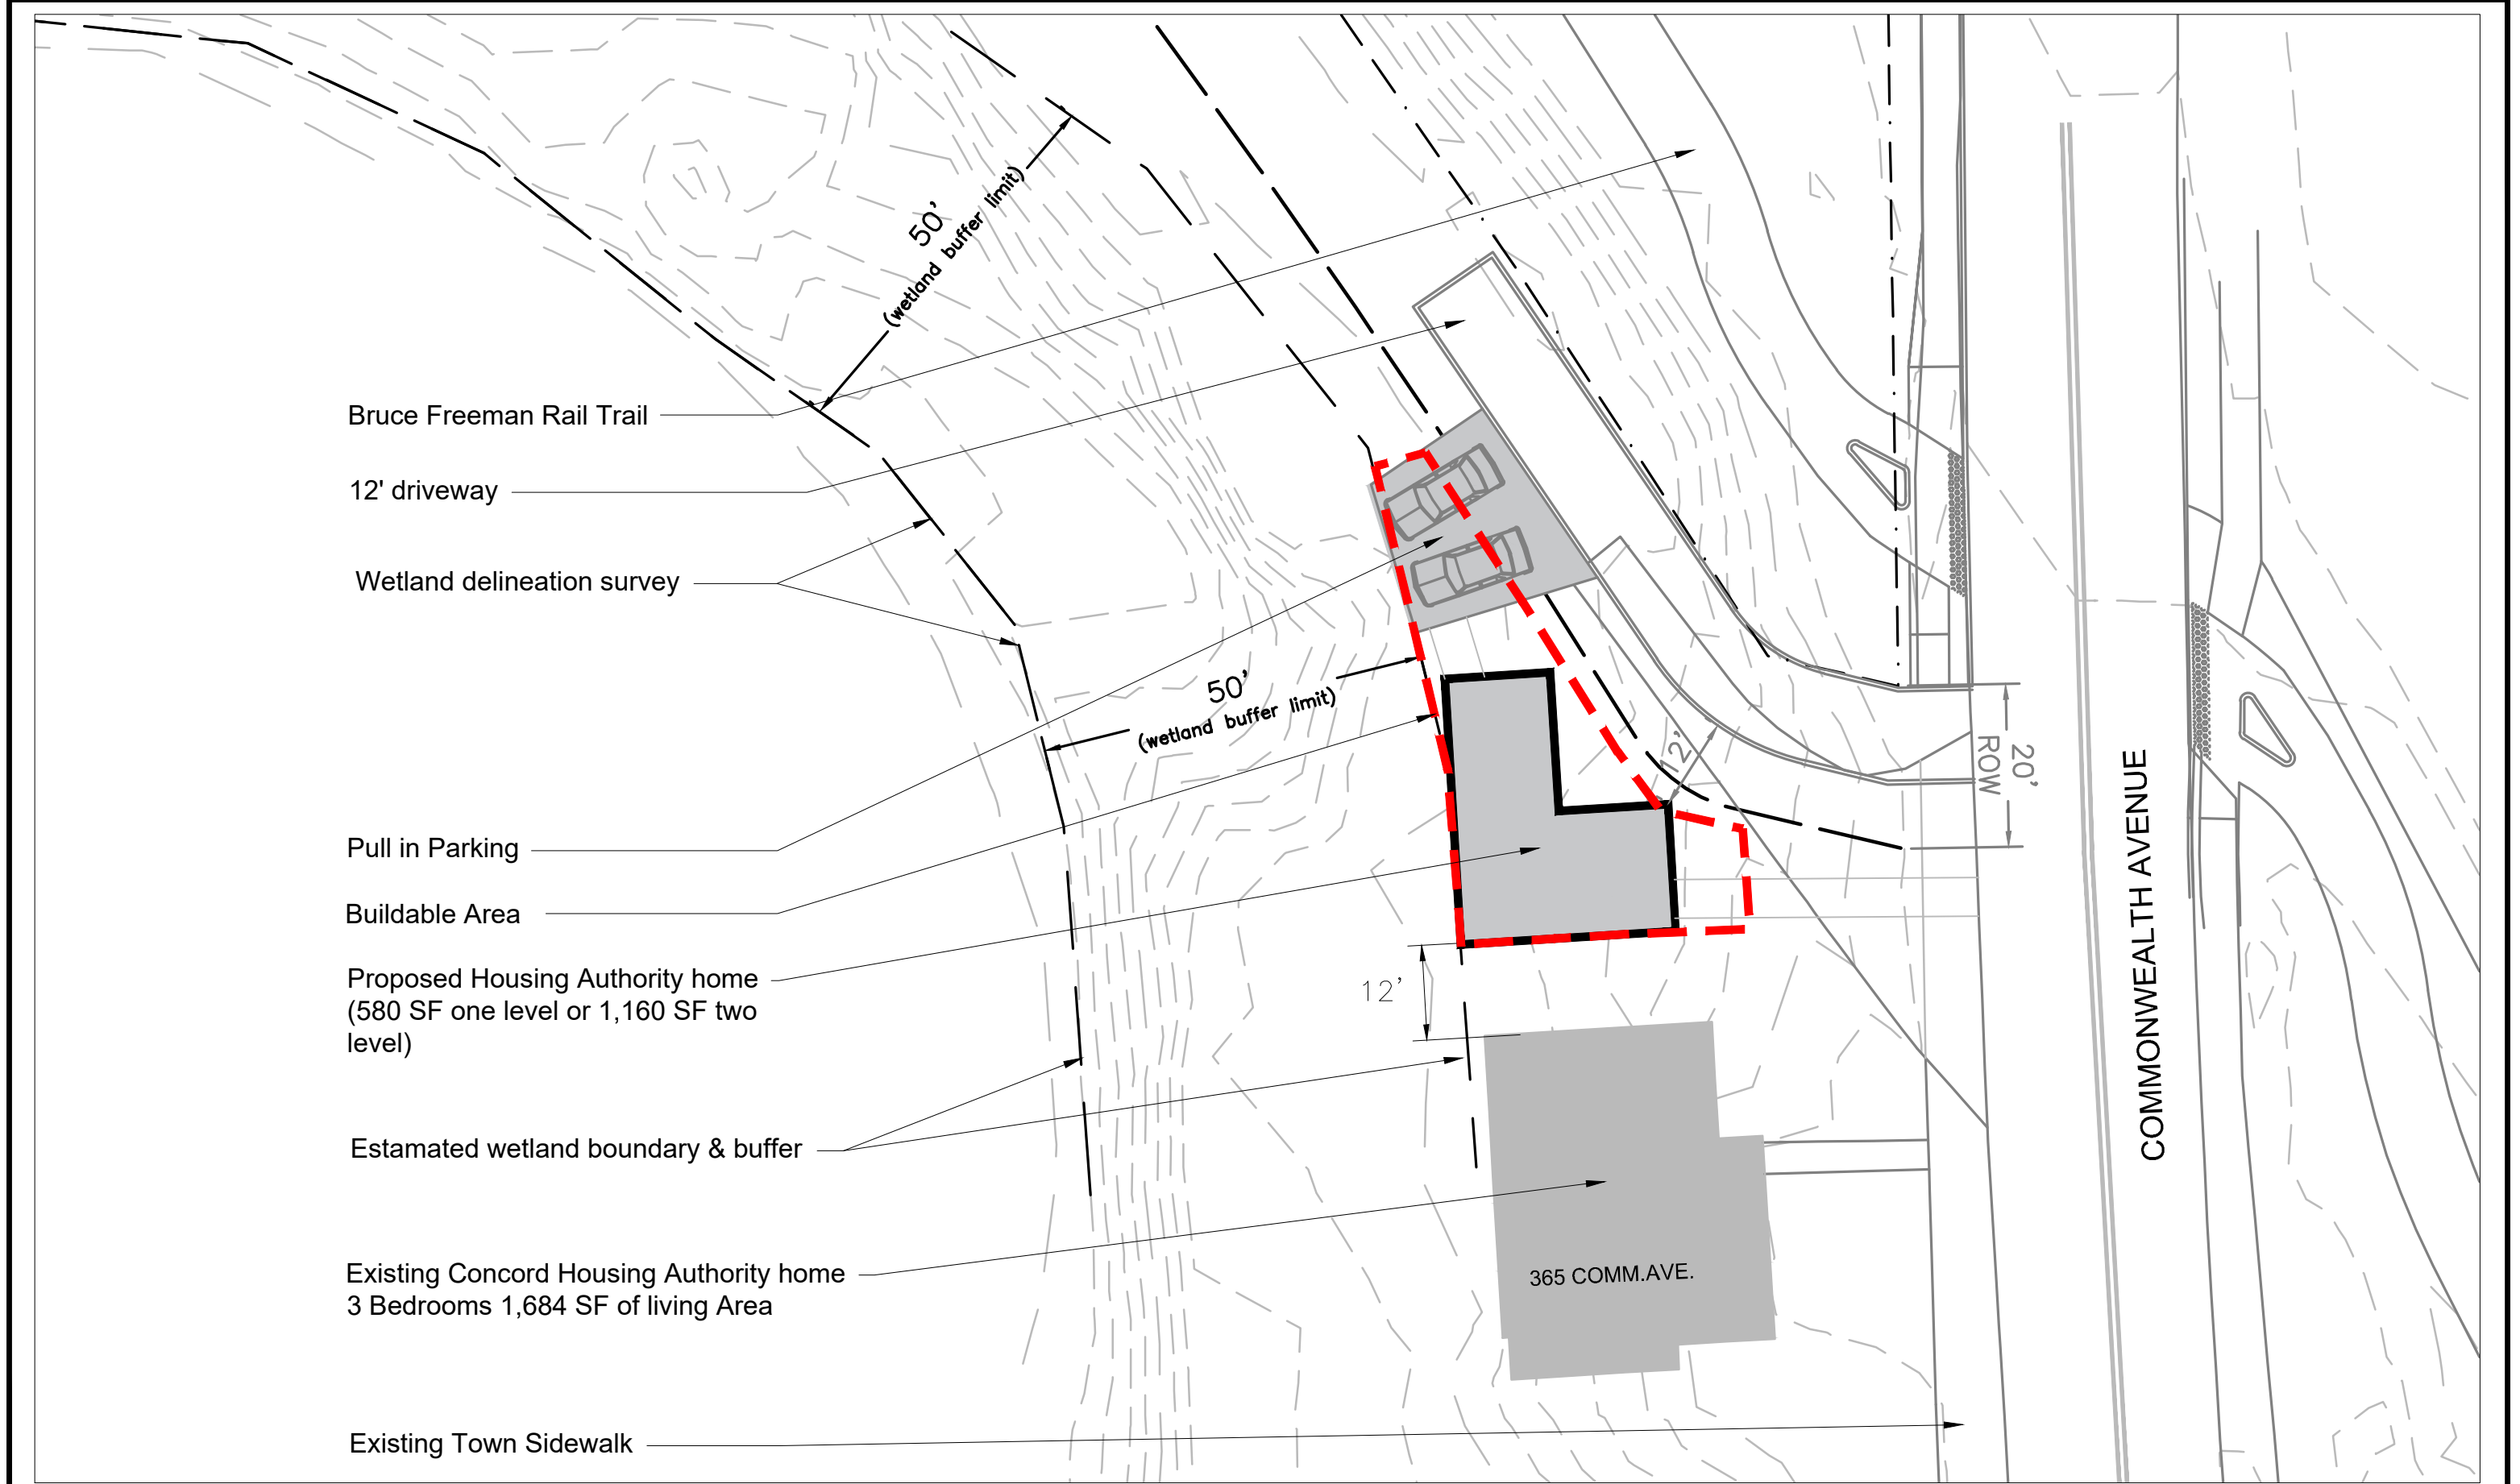 50'
(wetland buffer limit)
Bruce Freeman Rail Trail
12' driveway
Wetland delineation survey
50'
(wetland buffer limit)
12'
20'
ROW
COMMONWEALTH AVENUE
Pull in Parking
Buildable Area
Proposed Housing Authority home
(580 SF one level or 1,160 SF two
level)
12'
Estamated wetland boundary & buffer
Existing Concord Housing Authority home
3 Bedrooms 1,684 SF of living Area
365 COMM.AVE.
Existing Town Sidewalk